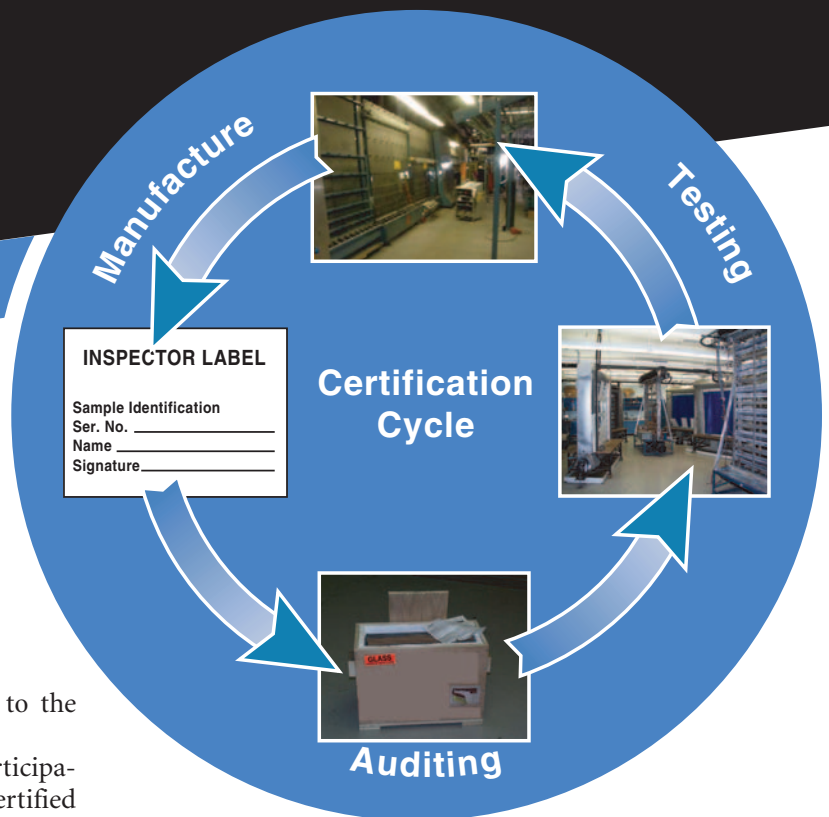 Manufacture
Testing
INSPECTOR LABEL
Sample Identification
Ser. No.
Name
Signature
Certification
Cycle
GLASS
Auditing
to the
rticipa-
ertified